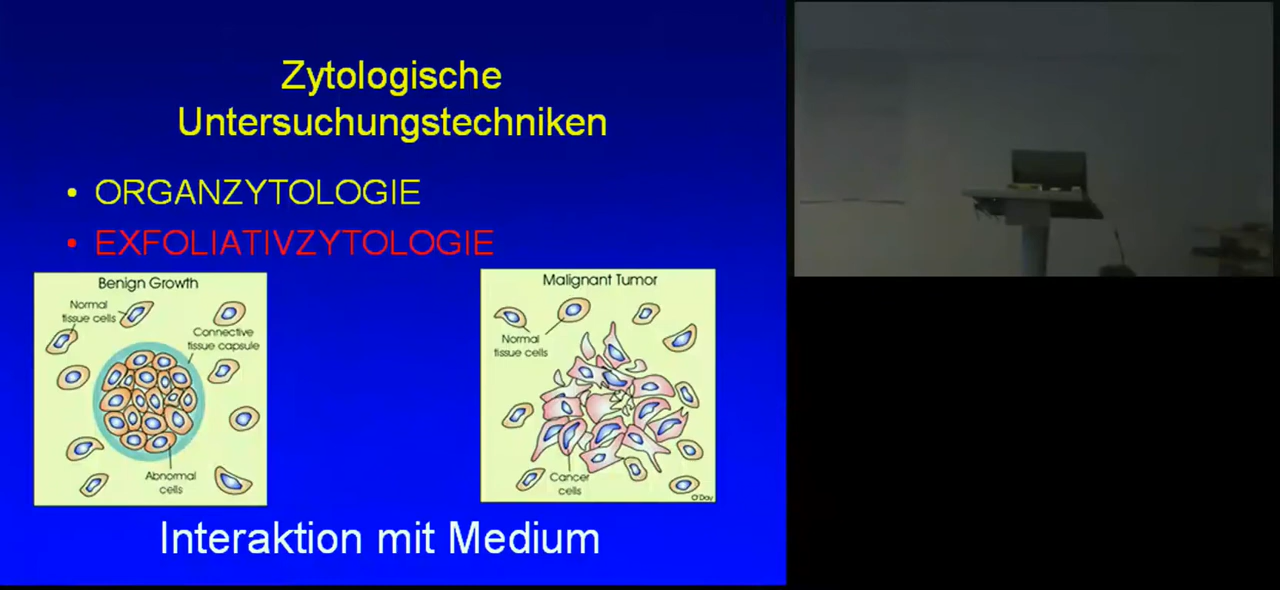 Zytologische
Untersuchungstechniken
• ORGANZYTOLOGIE
• EXFOLIATIVZYTOLOGIE
Benign Growth
Normal
tissue cells
Connective
tissue capsule
Abnormal
cells
Malignant Tumor
Normal
tissue cells
Cancer
cells
O'Day
Interaktion mit Medium